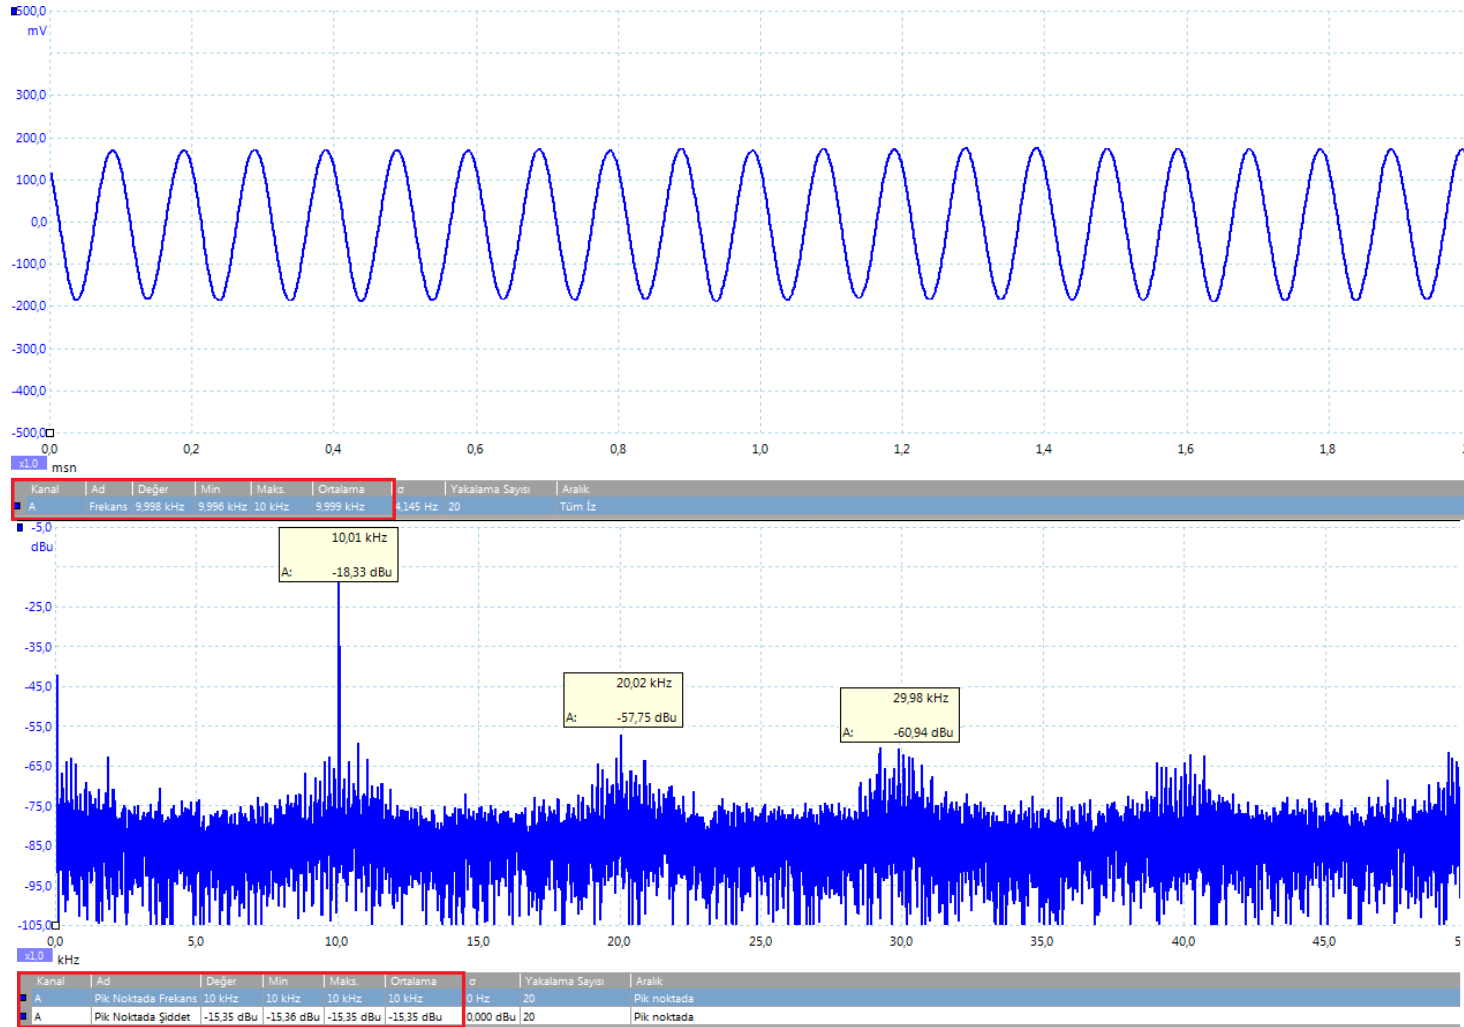 500,0
mV
300,0
200,0
100,0
0,0
-100,0
-200,0
-300,0
-400,0
-500,0
0,0 0,2 0,4 0,6 0,8 1,0 1,2 1,4 1,6 1,8
x1,0 msn
Kanal Ad Değer Min Maks. Ortalama σ Yakalama Sayısı Aralık
A Frekans 9,998 kHz 9,996 kHz 10 kHz 9,999 kHz 4,145 Hz 20 Tüm İz
-5,0
dBu
10,01 kHz
A: -18,33 dBu
-25,0
-35,0
-45,0
20,02 kHz
A: -57,75 dBu
29,98 kHz
A: -60,94 dBu
-55,0
-65,0
-75,0
-85,0
-95,0
-105,0
0,0 5,0 10,0 15,0 20,0 25,0 30,0 35,0 40,0 45,0 5
x1,0 kHz
Kanal Ad Değer Min Maks. Ortalama σ Yakalama Sayısı Aralık
A Pik Noktada Frekans 10 kHz 10 kHz 10 kHz 10 kHz 0 Hz 20 Pik noktada
A Pik Noktada Şiddet -15,35 dBu -15,36 dBu -15,35 dBu -15,35 dBu 0,000 dBu 20 Pik noktada